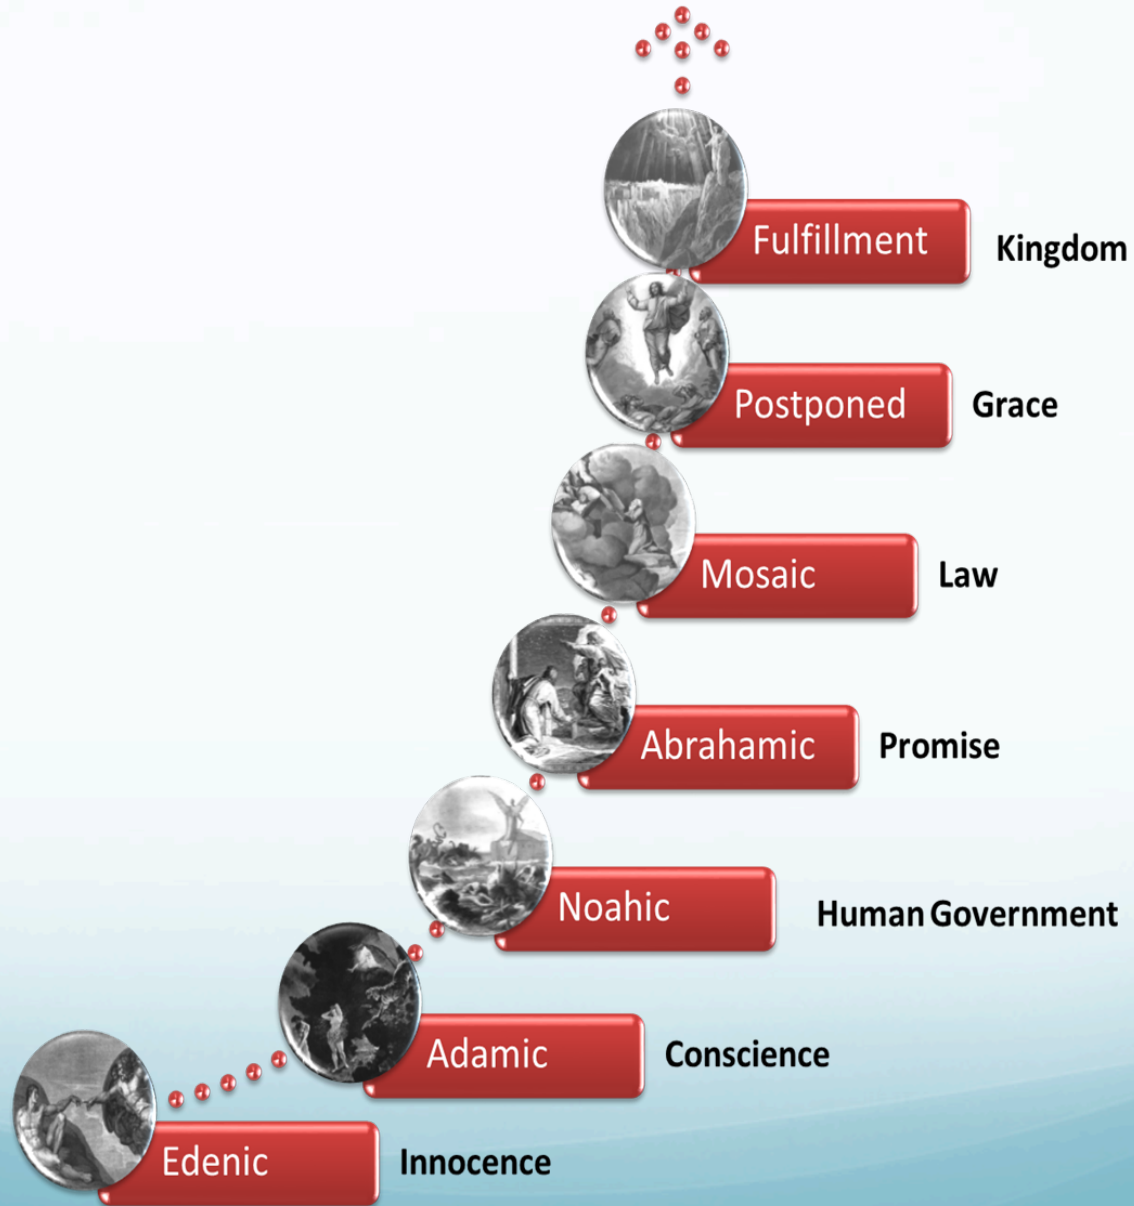 Fulfillment
Kingdom
Postponed
Grace
Mosaic
Law
Abrahamic
Promise
Noahic
Human Government
Adamic
Conscience
Edenic
Innocence